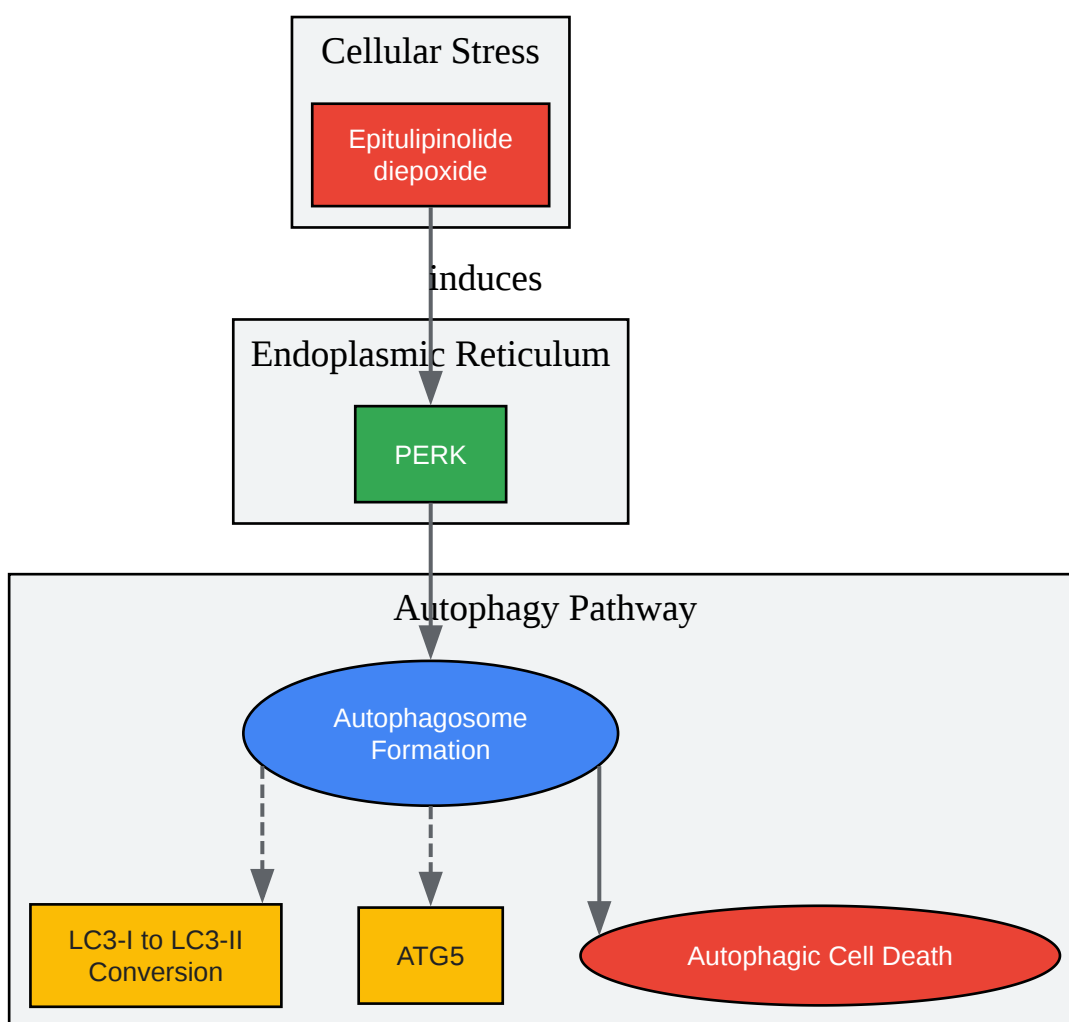 Cellular Stress
Epitulipinolide
diepoxide
induces
Endoplasmic Reticulum
PERK
Autophagy Pathway
Autophagosome
Formation
LC3-I to LC3-II
Conversion
ATG5
Autophagic Cell Death